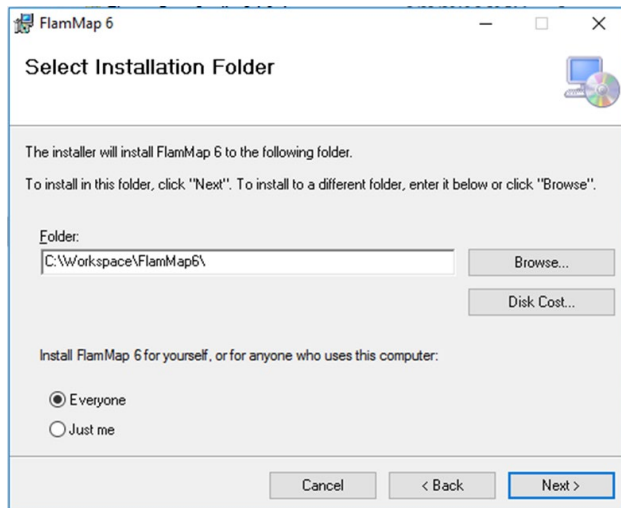 FlamMap 6
Select Installation Folder
The installer will install FlamMap 6 to the following folder.
To install in this folder, click "Next". To install to a different folder, enter it below or click "Browse".
Folder:
C:\Workspace\FlamMap6\
Browse...
Disk Cost...
Install FlamMap 6 for yourself, or for anyone who uses this computer:
Everyone
Just me
Cancel
< Back
Next >